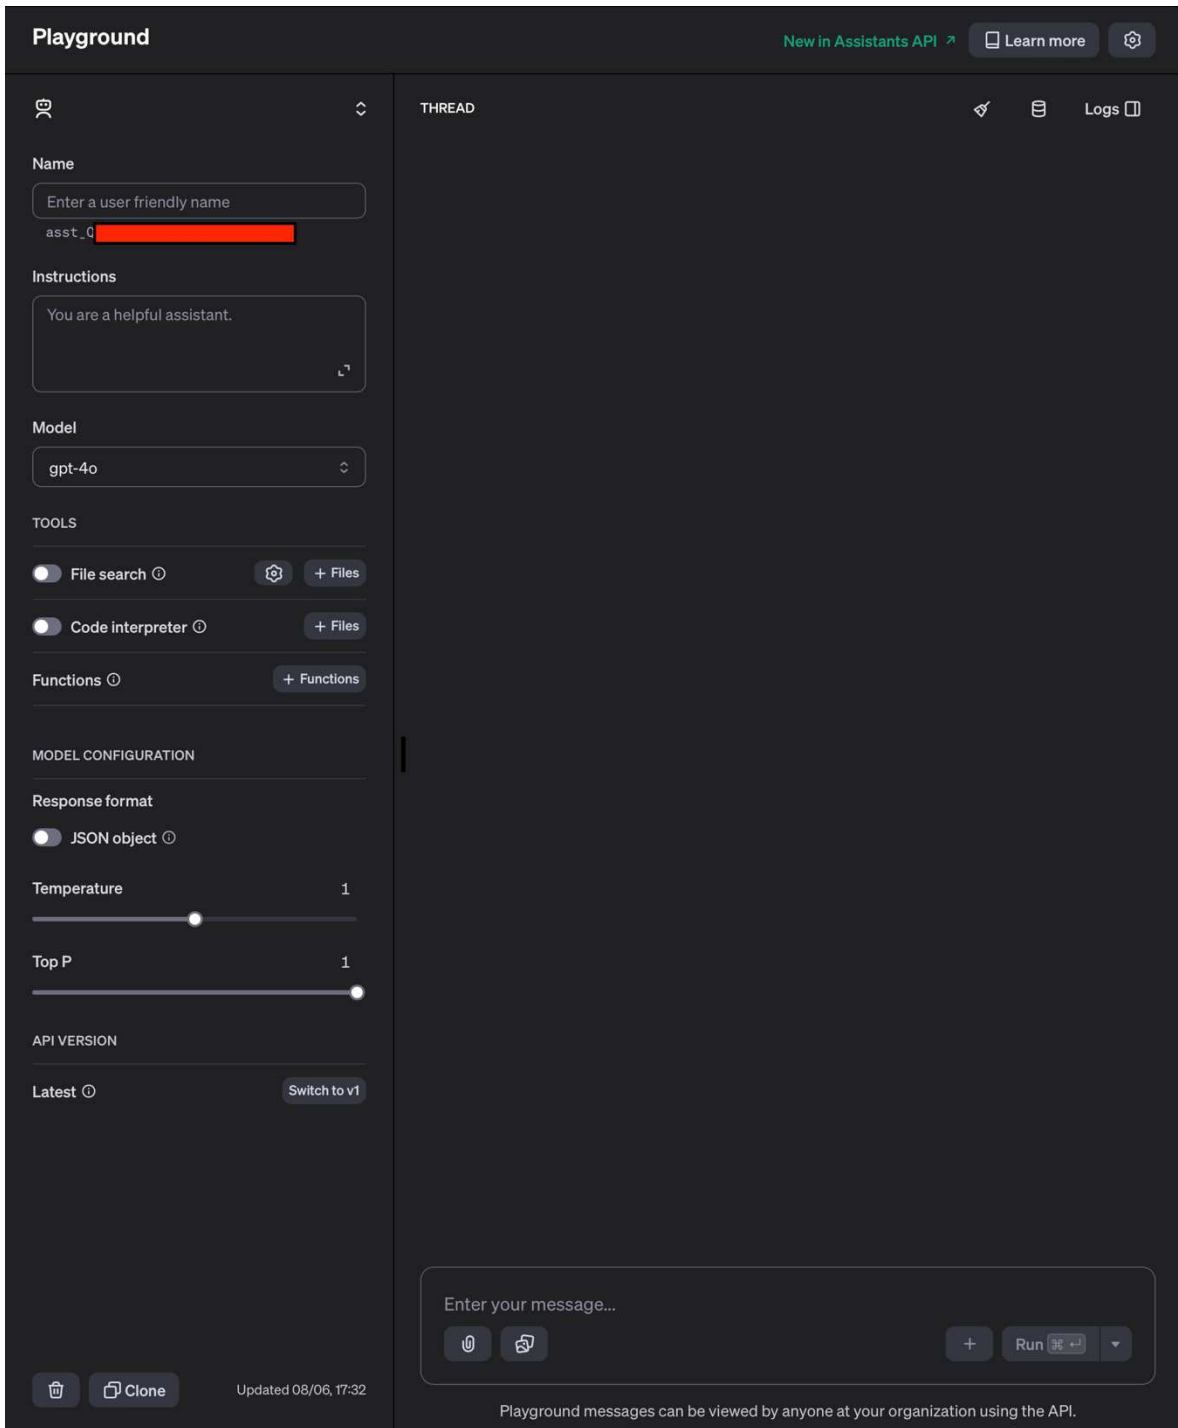 Playground
New in Assistants API ↗
Learn more
THREAD
Logs
Name
Enter a user friendly name
asst_Q
Instructions
You are a helpful assistant.
Model
gpt-4o
TOOLS
File search
+ Files
Code interpreter
+ Files
Functions
+ Functions
MODEL CONFIGURATION
Response format
JSON object
Temperature 1
Top P 1
API VERSION
Latest
Switch to v1
Clone
Updated 08/06, 17:32
Enter your message...
+
Run ⌘ ↵
Playground messages can be viewed by anyone at your organization using the API.